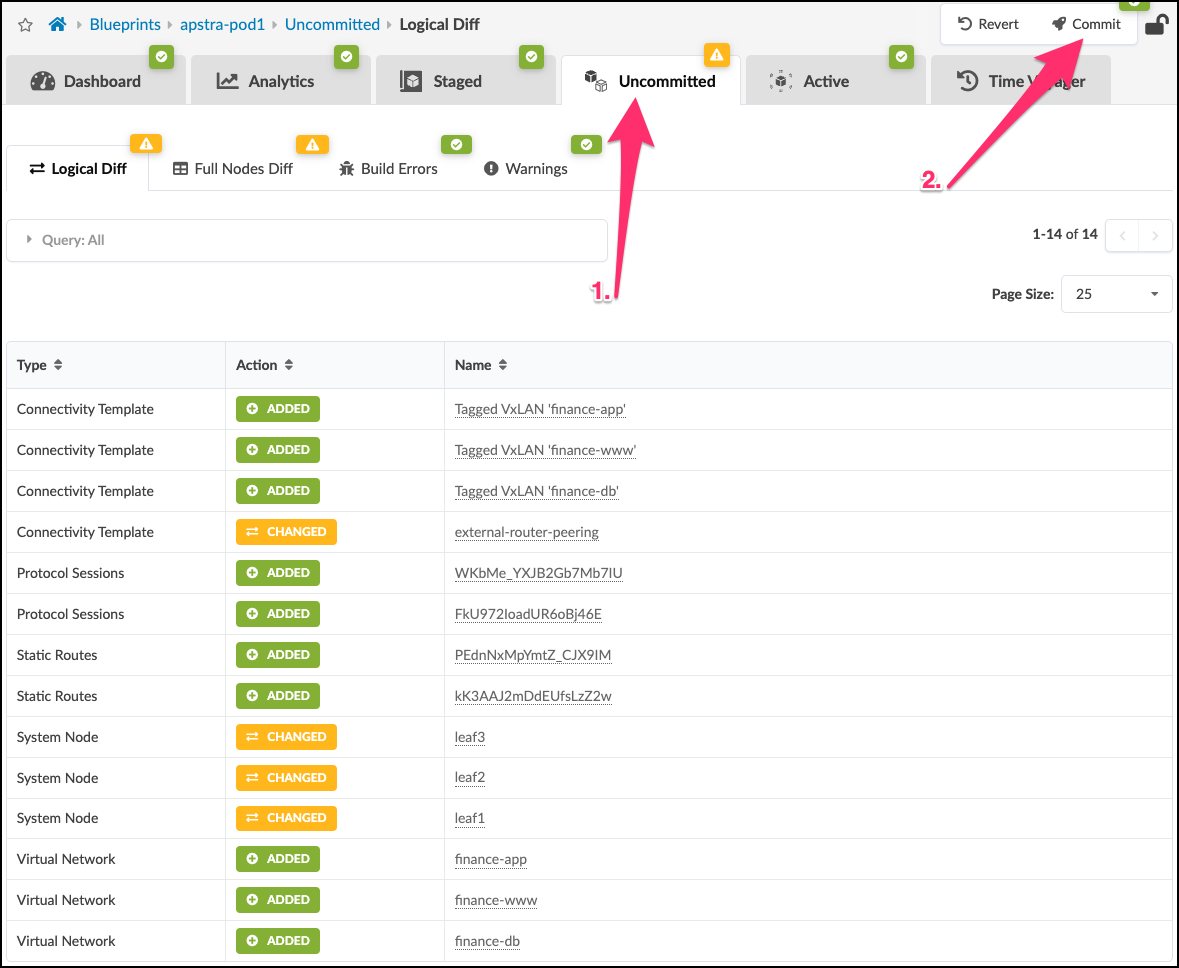 Blueprints apstra-pod1 Uncommitted Logical Diff
Revert Commit
Dashboard Analytics Staged Uncommitted Active Time Voyager
Logical Diff Full Nodes Diff Build Errors Warnings
2.
Query: All
1-14 of 14
1.
Page Size: 25
Type Action Name
Connectivity Template ADDED Tagged VxLAN 'finance-app'
Connectivity Template ADDED Tagged VxLAN 'finance-www'
Connectivity Template ADDED Tagged VxLAN 'finance-db'
Connectivity Template CHANGED external-router-peering
Protocol Sessions ADDED WKbMe_YXJB2Gb7Mb7IU
Protocol Sessions ADDED FkU972IoadUR6oBj46E
Static Routes ADDED PEdnNxMpYmtZ_CJX9IM
Static Routes ADDED kK3AAJ2mDdEUfsLzZ2w
System Node CHANGED leaf3
System Node CHANGED leaf2
System Node CHANGED leaf1
Virtual Network ADDED finance-app
Virtual Network ADDED finance-www
Virtual Network ADDED finance-db